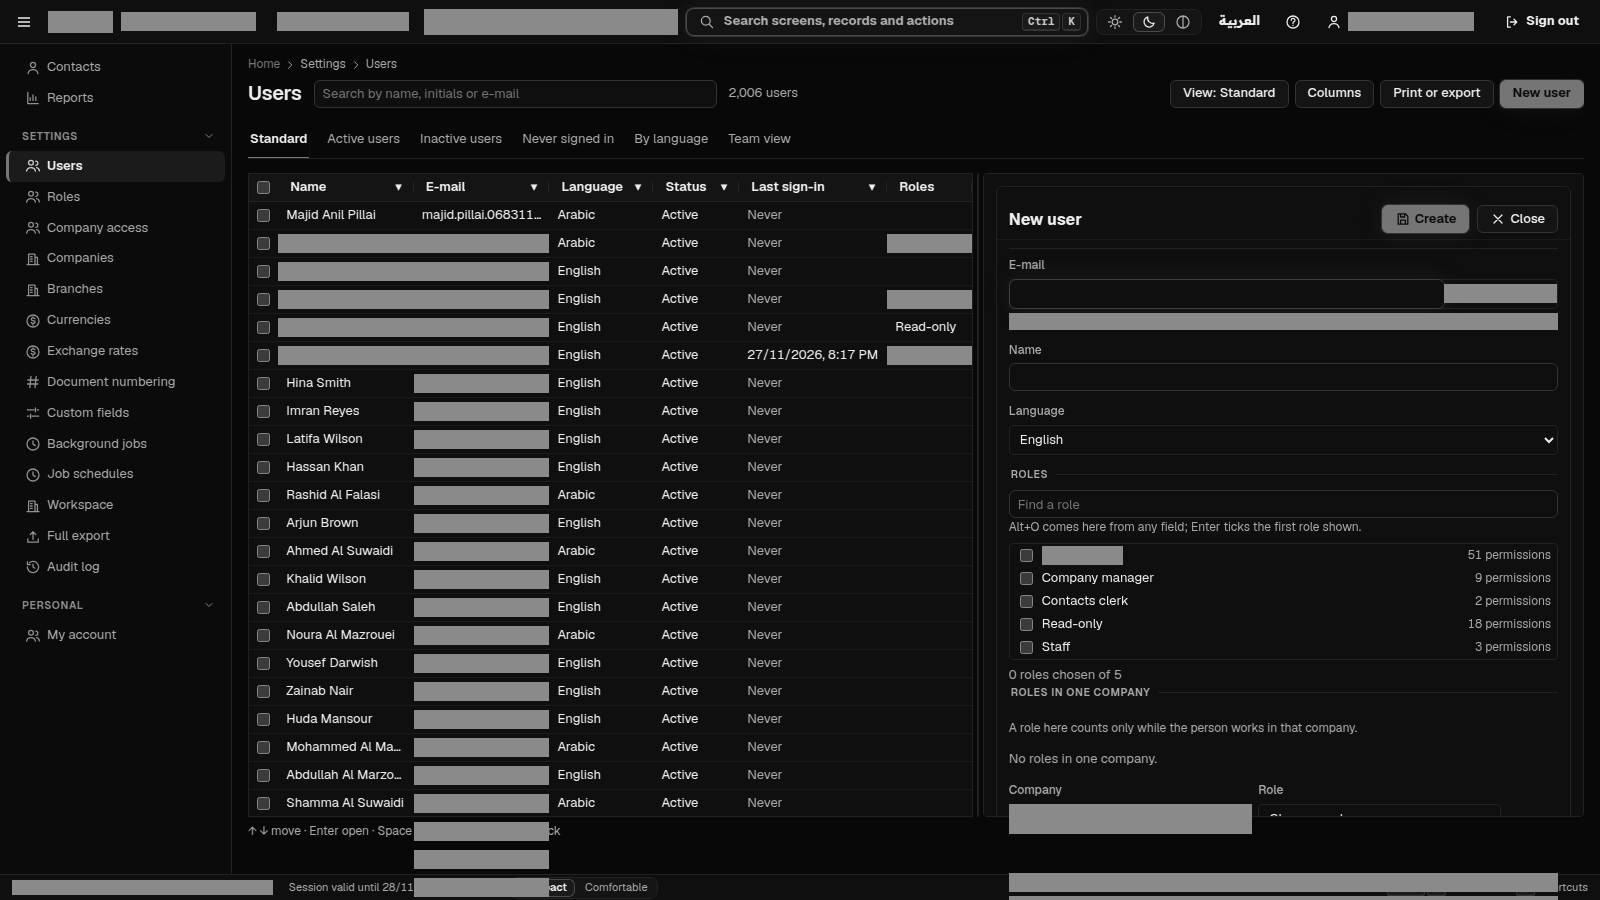 Search screens, records and actions Ctrl K العربية Sign out
Contacts
Reports
SETTINGS
Users
Roles
Company access
Companies
Branches
Currencies
Exchange rates
Document numbering
Custom fields
Background jobs
Job schedules
Workspace
Full export
Audit log
PERSONAL
My account
Home Settings Users
Users Search by name, initials or e-mail 2,006 users View: Standard Columns Print or export New user
Standard Active users Inactive users Never signed in By language Team view
Name E-mail Language Status Last sign-in Roles
Majid Anil Pillai majid.pillai.068311... Arabic Active Never
Arabic Active Never
English Active Never
English Active Never
English Active Never Read-only
English Active 27/11/2026, 8:17 PM
Hina Smith English Active Never
Imran Reyes English Active Never
Latifa Wilson English Active Never
Hassan Khan English Active Never
Rashid Al Falasi Arabic Active Never
Arjun Brown English Active Never
Ahmed Al Suwaidi Arabic Active Never
Khalid Wilson English Active Never
Abdullah Saleh English Active Never
Noura Al Mazrouei Arabic Active Never
Yousef Darwish English Active Never
Zainab Nair English Active Never
Huda Mansour English Active Never
Mohammed Al Ma... Arabic Active Never
Abdullah Al Marzo... English Active Never
Shamma Al Suwaidi Arabic Active Never
↑↓ move · Enter open · Space
New user Create Close
E-mail
Name
Language
English
ROLES
Find a role
Alt+O comes here from any field; Enter ticks the first role shown.
51 permissions
Company manager 9 permissions
Contacts clerk 2 permissions
Read-only 18 permissions
Staff 3 permissions
0 roles chosen of 5
ROLES IN ONE COMPANY
A role here counts only while the person works in that company.
No roles in one company.
Company Role
Session valid until 28/11 Comfortable